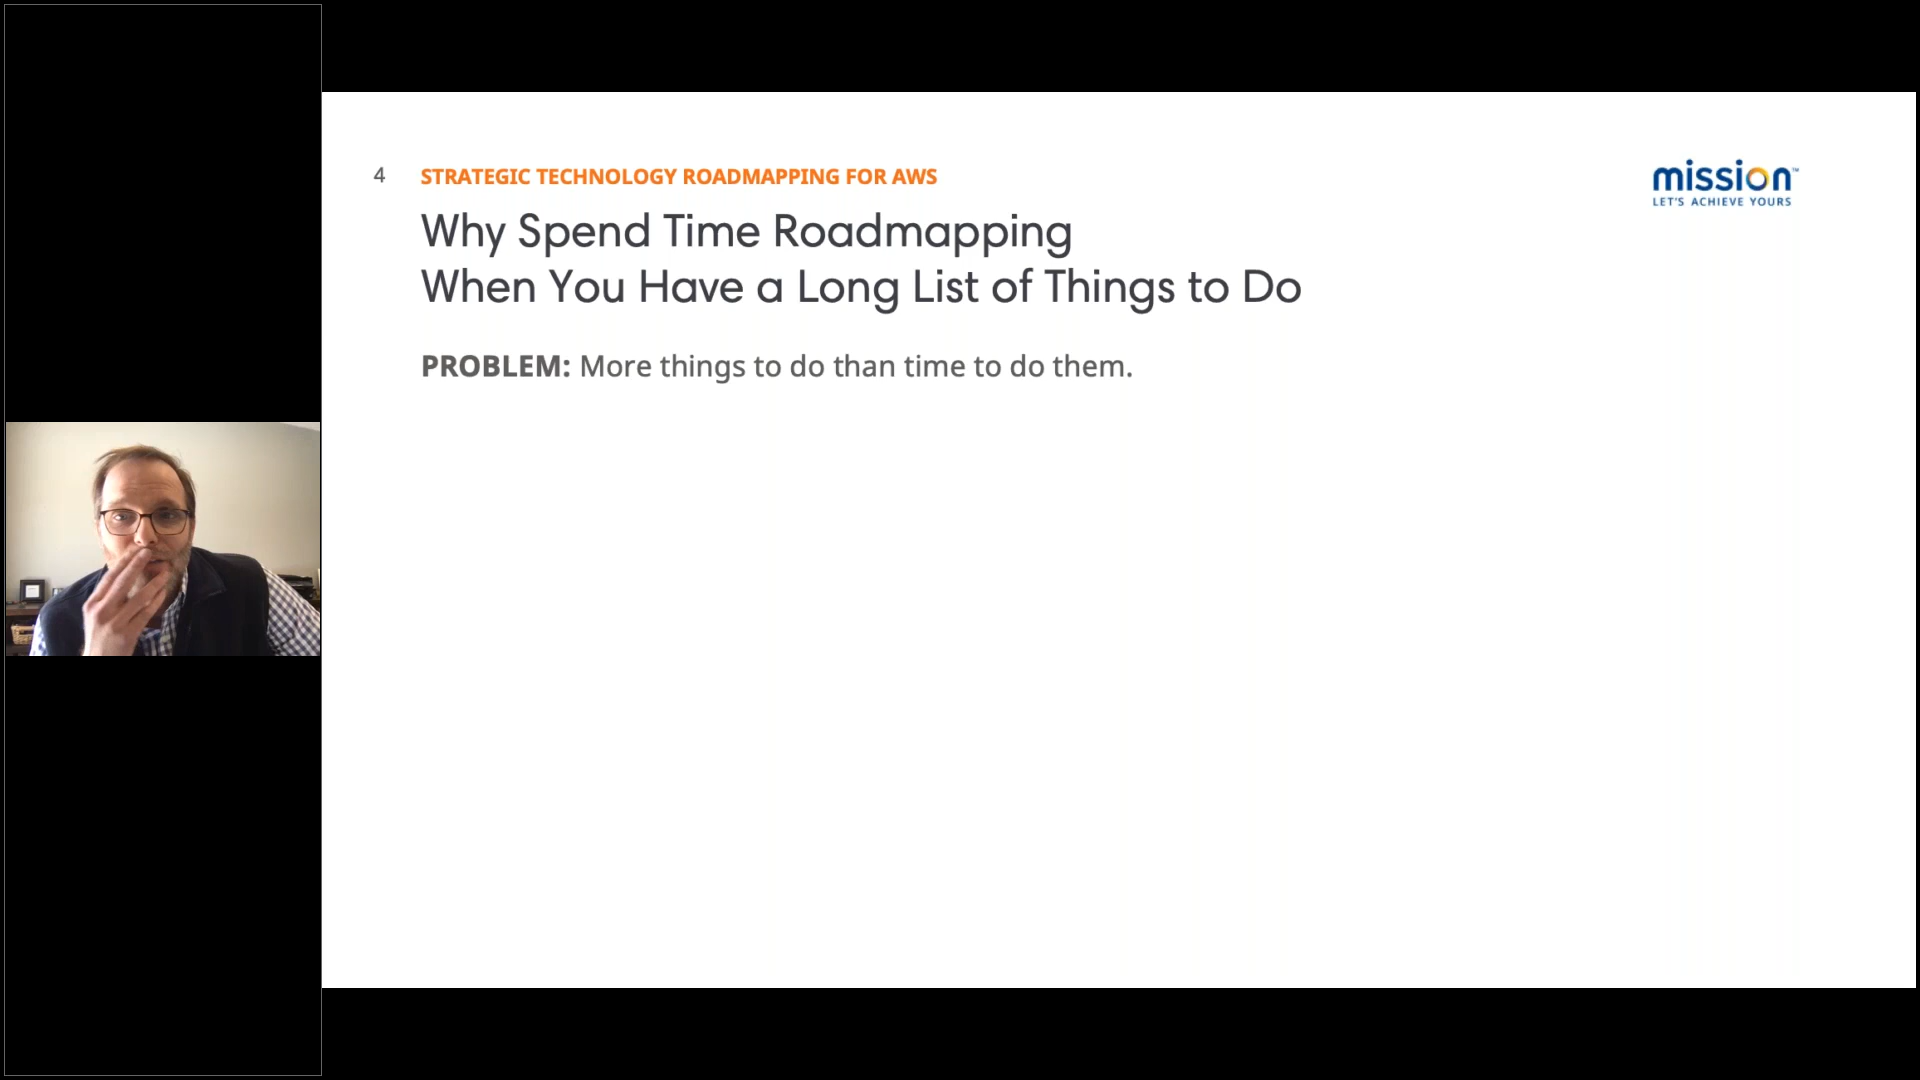 4 STRATEGIC TECHNOLOGY ROADMAPPING FOR AWS
mission™
LET'S ACHIEVE YOURS
Why Spend Time Roadmapping
When You Have a Long List of Things to Do
PROBLEM: More things to do than time to do them.